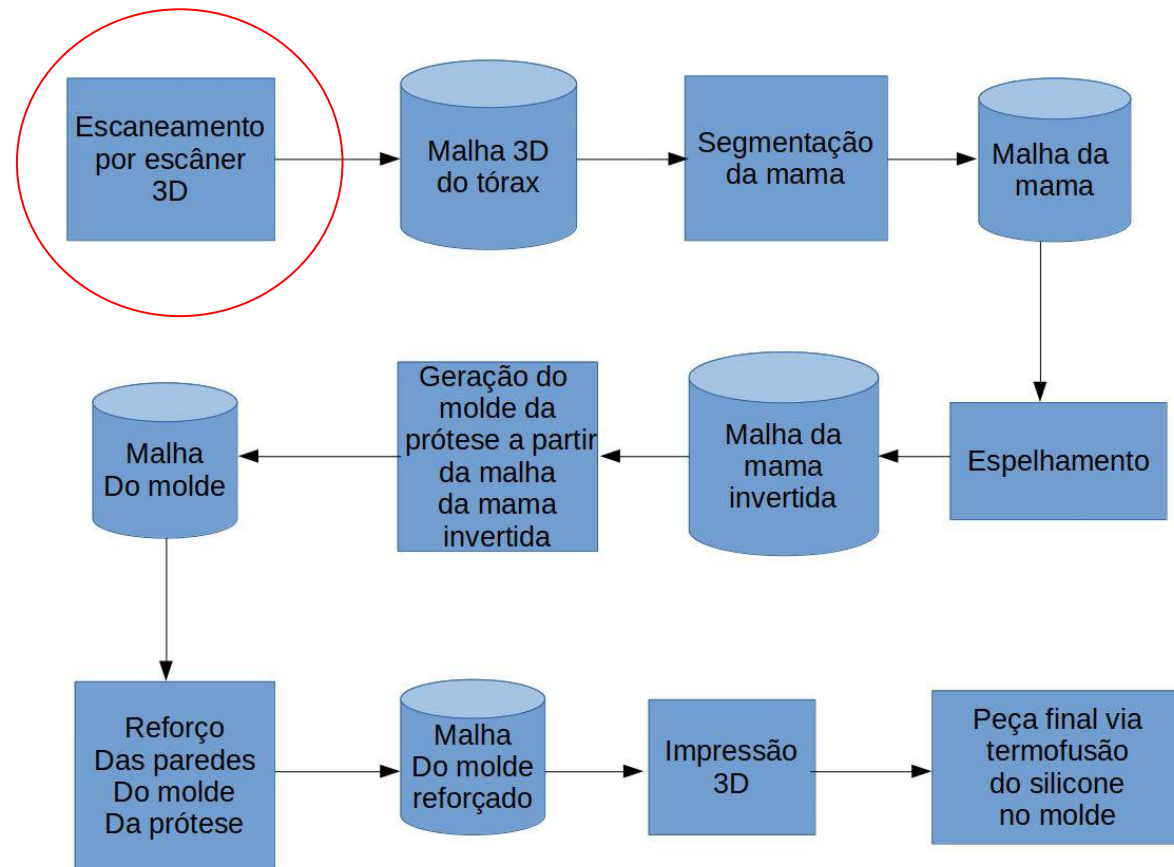 Escaneamento
por escâner
3D
Malha 3D
do tórax
Segmentação
da mama
Malha da
mama
Espelhamento
Malha da
mama
invertida
Geração do
molde da
prótese a partir
da malha
da mama
invertida
Malha
Do molde
Reforço
Das paredes
Do molde
Da prótese
Malha
Do molde
reforçado
Impressão
3D
Peça final via
termofusão
do silicone
no molde